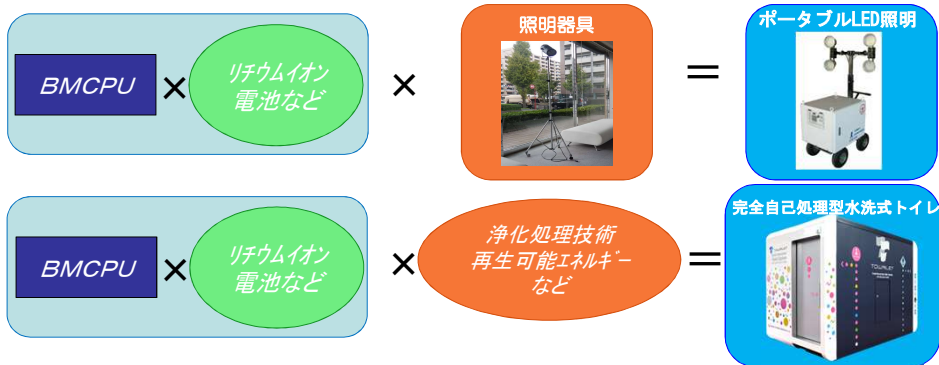 BMCPU
×
リチウムイオン
電池など
×
照明器具
=
ポータブルLED照明
BMCPU
×
リチウムイオン
電池など
×
浄化処理技術
再生可能エネルギー
など
=
完全自己処理型水洗式トイレ
TOWAILET